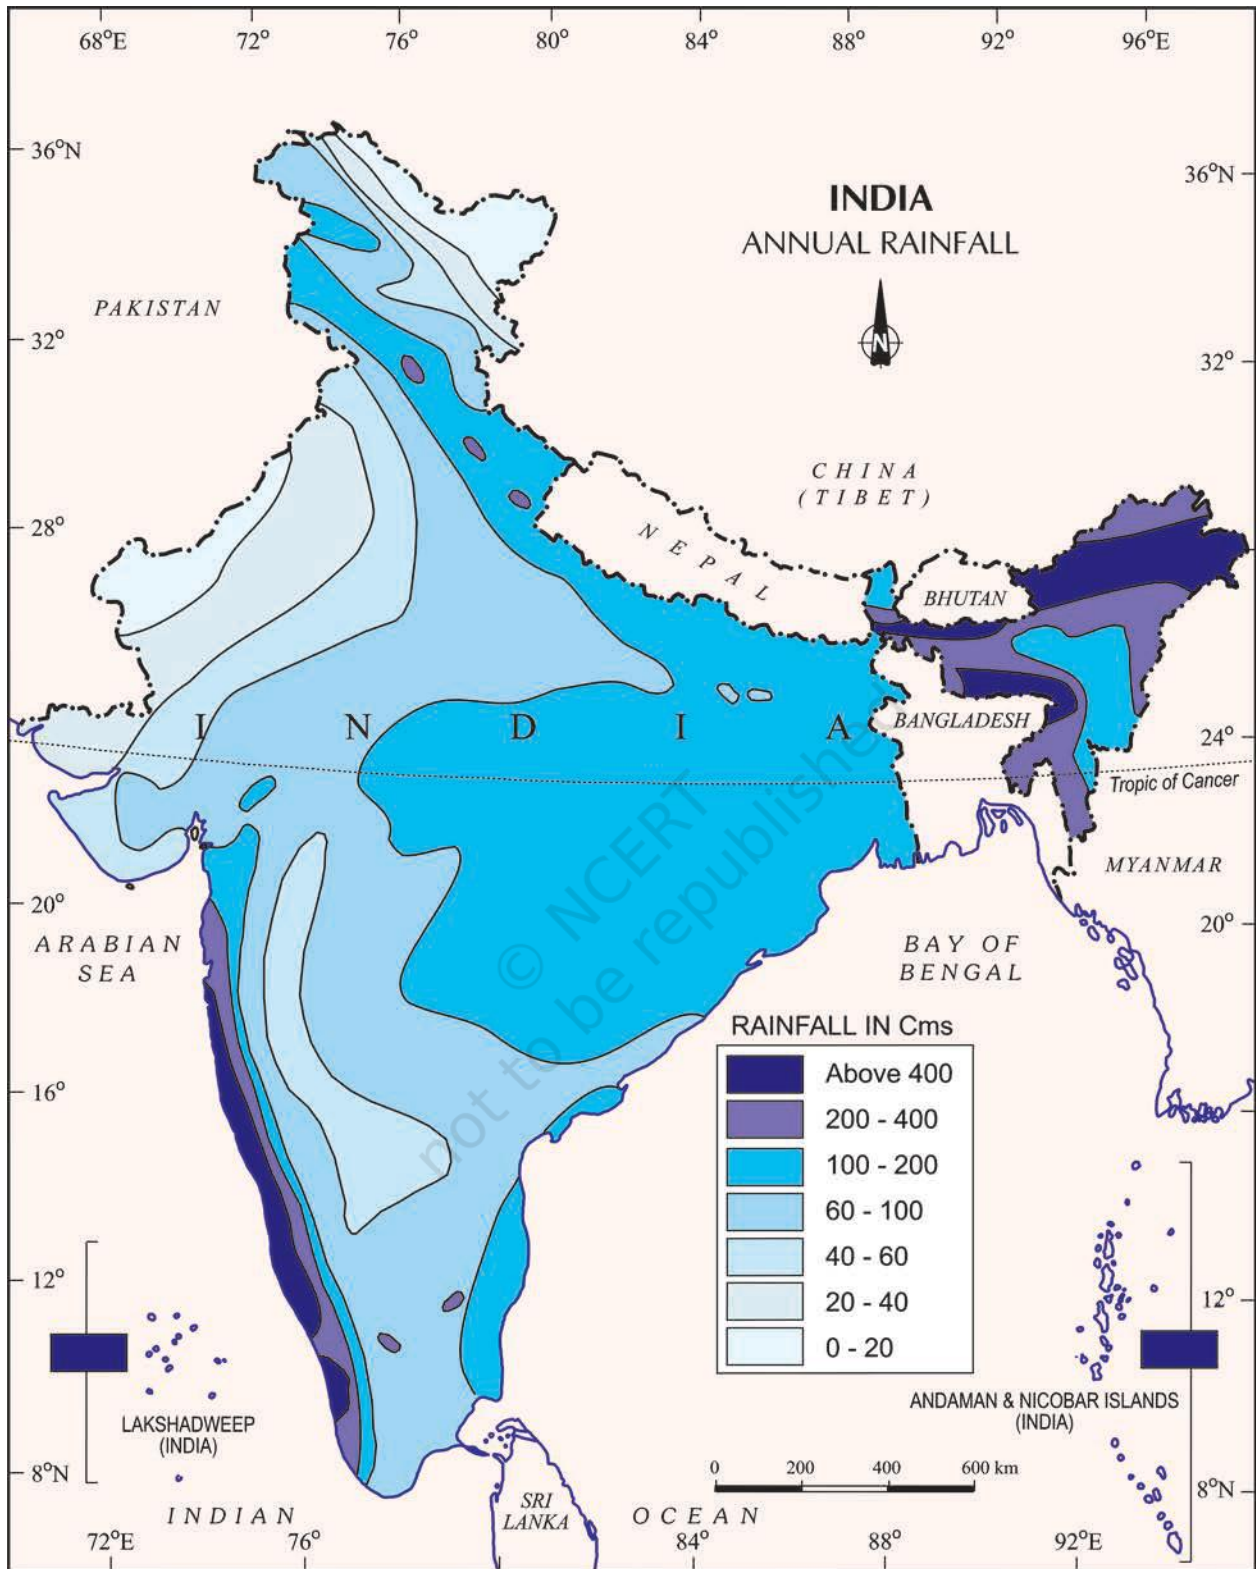 68°E 72° 76° 80° 84° 88° 92° 96°E
36°N
36°N
INDIA
ANNUAL RAINFALL
N
PAKISTAN
32°
32°
CHINA
(TIBET)
28°
NEPAL
BHUTAN
I N D I A
BANGLADESH
24°
Tropic of Cancer
MYANMAR
20°
20°
ARABIAN
SEA
BAY OF
BENGAL
© NCERT
not to be republished
RAINFALL IN Cms
Above 400
200 - 400
100 - 200
60 - 100
40 - 60
20 - 40
0 - 20
16°
12°
12°
LAKSHADWEEP
(INDIA)
ANDAMAN & NICOBAR ISLANDS
(INDIA)
8°N
8°N
0 200 400 600 km
SRI
LANKA
INDIAN OCEAN
72°E 76° 84° 88° 92°E